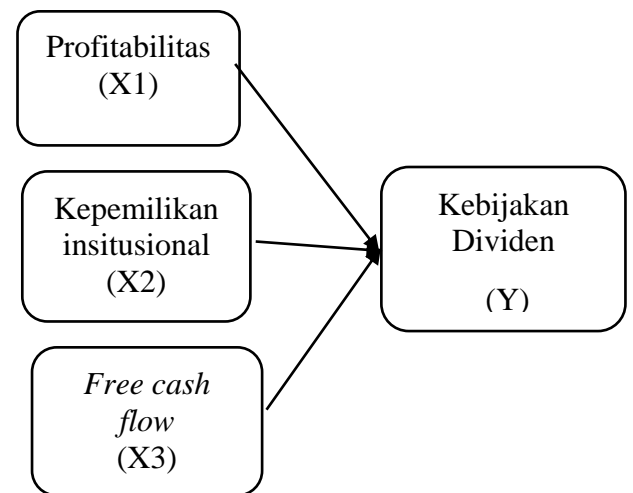 Profitabilitas
(X1)
Kepemilikan
insitusional
(X2)
Free cash
flow
(X3)
Kebijakan
Dividen
(Y)